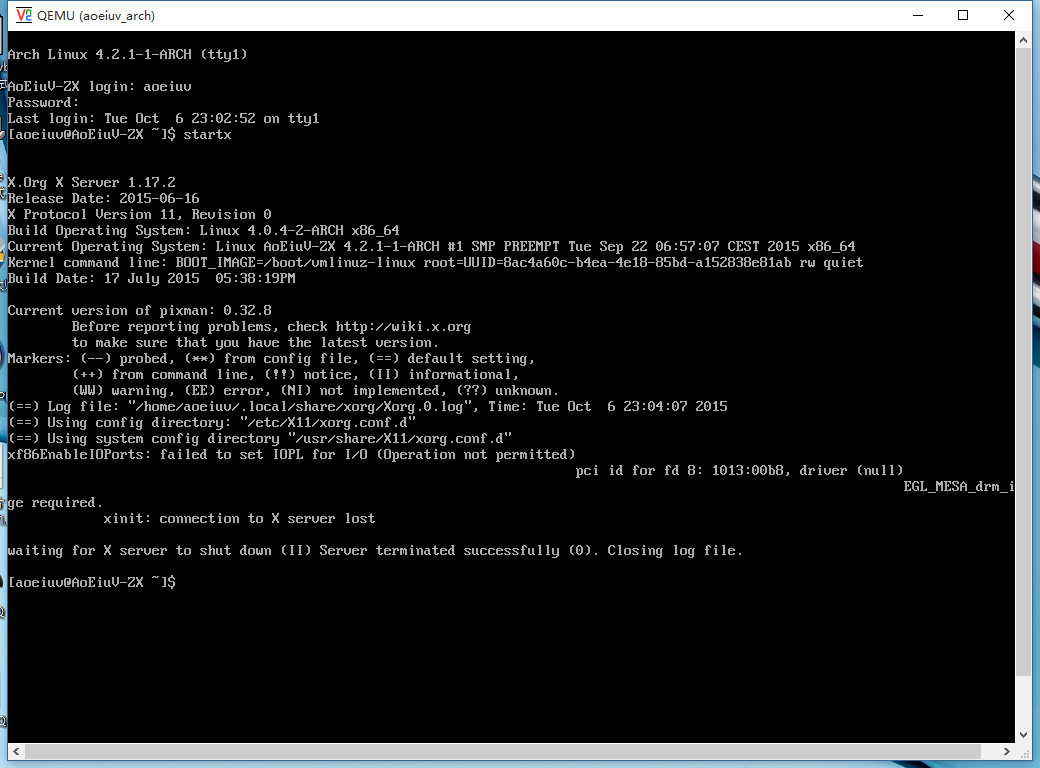 QEMU (aoeiuv_arch)
Arch Linux 4.2.1-1-ARCH (tty1)
AoEiuV-ZX login: aoeiuv
Password:
Last login: Tue Oct  6 23:02:52 on tty1
[aoeiuv@AoEiuV-ZX ~]$ startx
X.Org X Server 1.17.2
Release Date: 2015-06-16
X Protocol Version 11, Revision 0
Build Operating System: Linux 4.0.4-2-ARCH x86_64
Current Operating System: Linux AoEiuV-ZX 4.2.1-1-ARCH #1 SMP PREEMPT Tue Sep 22 06:57:07 CEST 2015 x86_64
Kernel command line: BOOT_IMAGE=/boot/vmlinuz-linux root=UUID=8ac4a60c-b4ea-4e18-85bd-a152838e81ab rw quiet
Build Date: 17 July 2015  05:38:19PM
Current version of pixman: 0.32.8
Before reporting problems, check http://wiki.x.org
to make sure that you have the latest version.
Markers: (--) probed, (**) from config file, (==) default setting,
(++) from command line, (!!) notice, (II) informational,
(WW) warning, (EE) error, (NI) not implemented, (??) unknown.
(==) Log file: "/home/aoeiuv/.local/share/xorg/Xorg.0.log", Time: Tue Oct  6 23:04:07 2015
(==) Using config directory: "/etc/X11/xorg.conf.d"
(==) Using system config directory "/usr/share/X11/xorg.conf.d"
xf86EnableIOPorts: failed to set IOPL for I/O (Operation not permitted)
pci id for fd 8: 1013:00b8, driver (null)
EGL_MESA_drm_i
ge required.
xinit: connection to X server lost
waiting for X server to shut down (II) Server terminated successfully (0). Closing log file.
[aoeiuv@AoEiuV-ZX ~]$